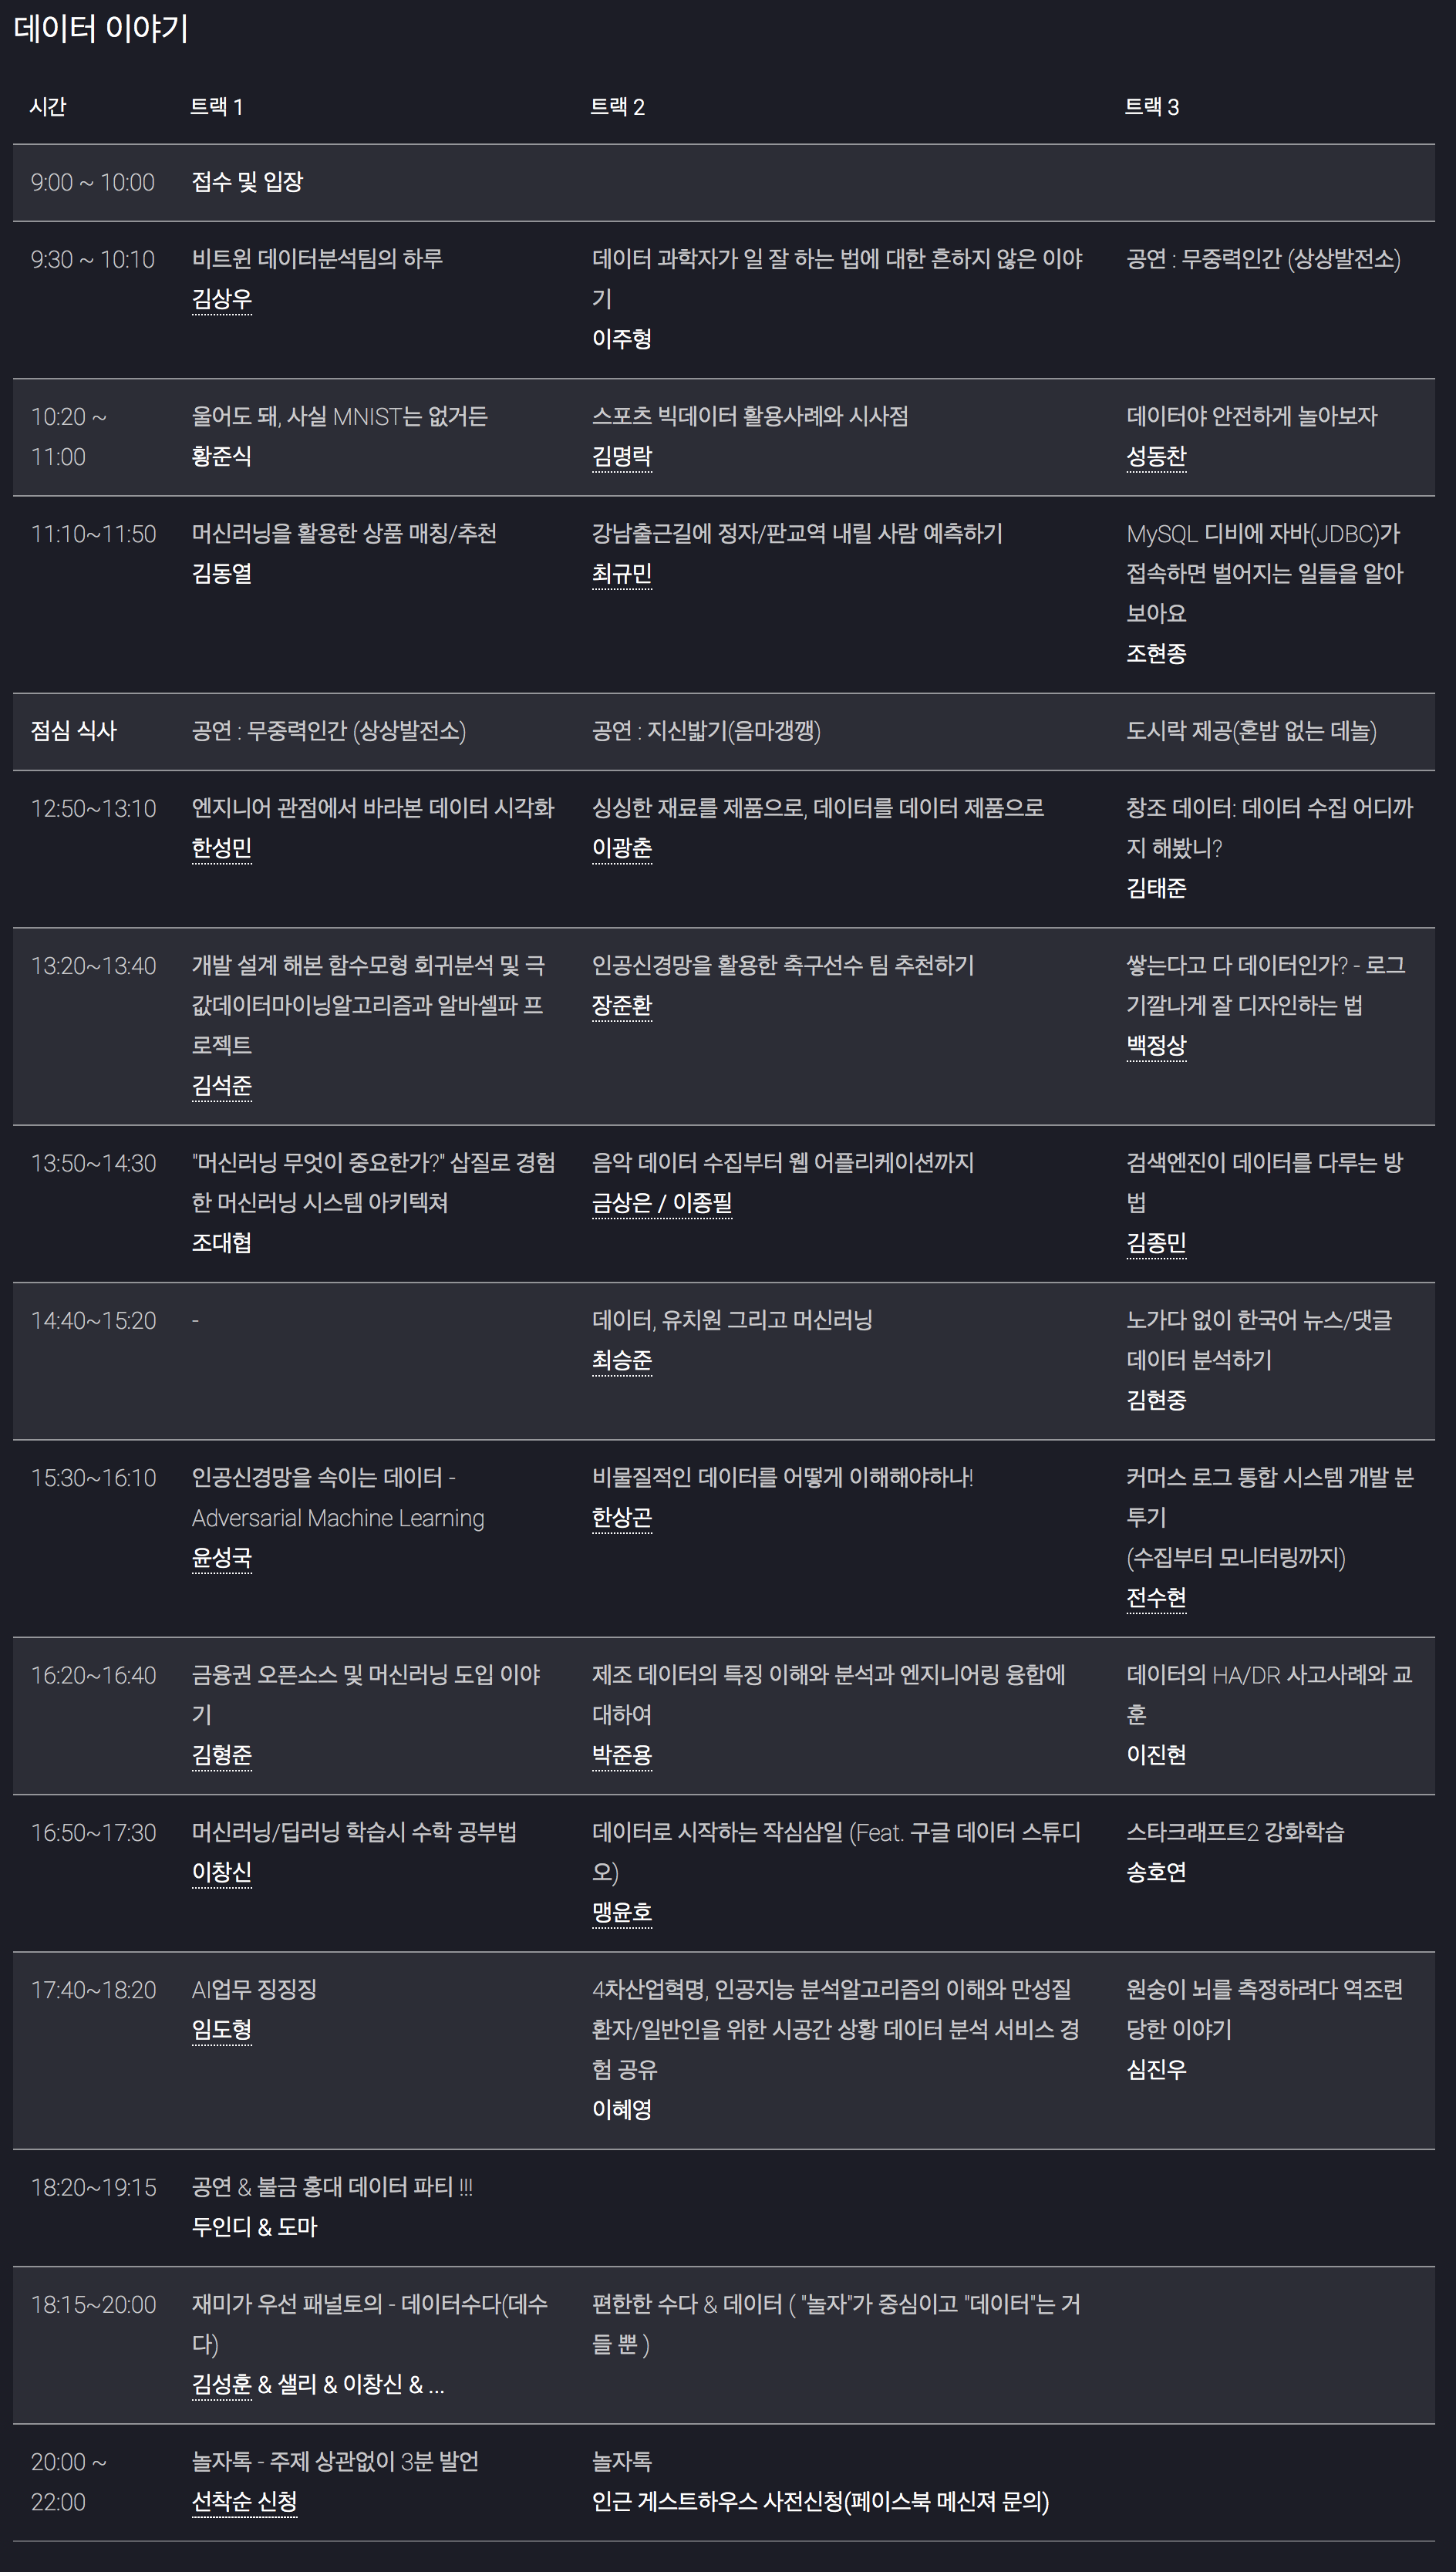 데이터 이야기
시간 트랙 1 트랙 2 트랙 3
9:00 ~ 10:00 접수 및 입장
9:30 ~ 10:10 비트윈 데이터분석팀의 하루 데이터 과학자가 일 잘 하는 법에 대한 흔하지 않은 이야 공연 : 무중력인간 (상상발전소)
김상우 기
이주형
10:20 ~ 울어도 돼, 사실 MNIST는 없거든 스포츠 빅데이터 활용사례와 시사점 데이터야 안전하게 놀아보자
11:00 황준식 김명락 성동찬
11:10~11:50 머신러닝을 활용한 상품 매칭/추천 강남출근길에 정자/판교역 내릴 사람 예측하기 MySQL 디비에 자바(JDBC)가
김동열 최규민 접속하면 벌어지는 일들을 알아
보아요
조현종
점심 식사 공연 : 무중력인간 (상상발전소) 공연 : 지신밟기(음마갱깽) 도시락 제공(혼밥 없는 데놀)
12:50~13:10 엔지니어 관점에서 바라본 데이터 시각화 싱싱한 재료를 제품으로, 데이터를 데이터 제품으로 창조 데이터: 데이터 수집 어디까
한성민 이광춘 지 해봤니?
김태준
13:20~13:40 개발 설계 해본 함수모형 회귀분석 및 극 인공신경망을 활용한 축구선수 팀 추천하기 쌓는다고 다 데이터인가? - 로그
값데이터마이닝알고리즘과 알바셀파 프 장준환 기깔나게 잘 디자인하는 법
로젝트 백정상
김석준
13:50~14:30 "머신러닝 무엇이 중요한가?" 삽질로 경험 음악 데이터 수집부터 웹 어플리케이션까지 검색엔진이 데이터를 다루는 방
한 머신러닝 시스템 아키텍쳐 금상은 / 이종필 법
조대협 김종민
14:40~15:20 - 데이터, 유치원 그리고 머신러닝 노가다 없이 한국어 뉴스/댓글
최승준 데이터 분석하기
김현중
15:30~16:10 인공신경망을 속이는 데이터 - 비물질적인 데이터를 어떻게 이해해야하나! 커머스 로그 통합 시스템 개발 분
Adversarial Machine Learning 한상곤 투기
윤성국 (수집부터 모니터링까지)
전수현
16:20~16:40 금융권 오픈소스 및 머신러닝 도입 이야 제조 데이터의 특징 이해와 분석과 엔지니어링 융합에 데이터의 HA/DR 사고사례와 교
기 대하여 훈
김형준 박준용 이진현
16:50~17:30 머신러닝/딥러닝 학습시 수학 공부법 데이터로 시작하는 작심삼일 (Feat. 구글 데이터 스튜디 스타크래프트2 강화학습
이창신 오) 송호연
맹윤호
17:40~18:20 AI업무 징징징 4차산업혁명, 인공지능 분석알고리즘의 이해와 만성질 원숭이 뇌를 측정하려다 역조련
임도형 환자/일반인을 위한 시공간 상황 데이터 분석 서비스 경 당한 이야기
험 공유 심진우
이혜영
18:20~19:15 공연 & 불금 홍대 데이터 파티 !!!
두인디 & 도마
18:15~20:00 재미가 우선 패널토의 - 데이터수다(데수 편한한 수다 & 데이터 ( "놀자"가 중심이고 "데이터"는 거
다) 들 뿐 )
김성훈 & 샐리 & 이창신 & ...
20:00 ~ 놀자톡 - 주제 상관없이 3분 발언 놀자톡
22:00 선착순 신청 인근 게스트하우스 사전신청(페이스북 메신져 문의)